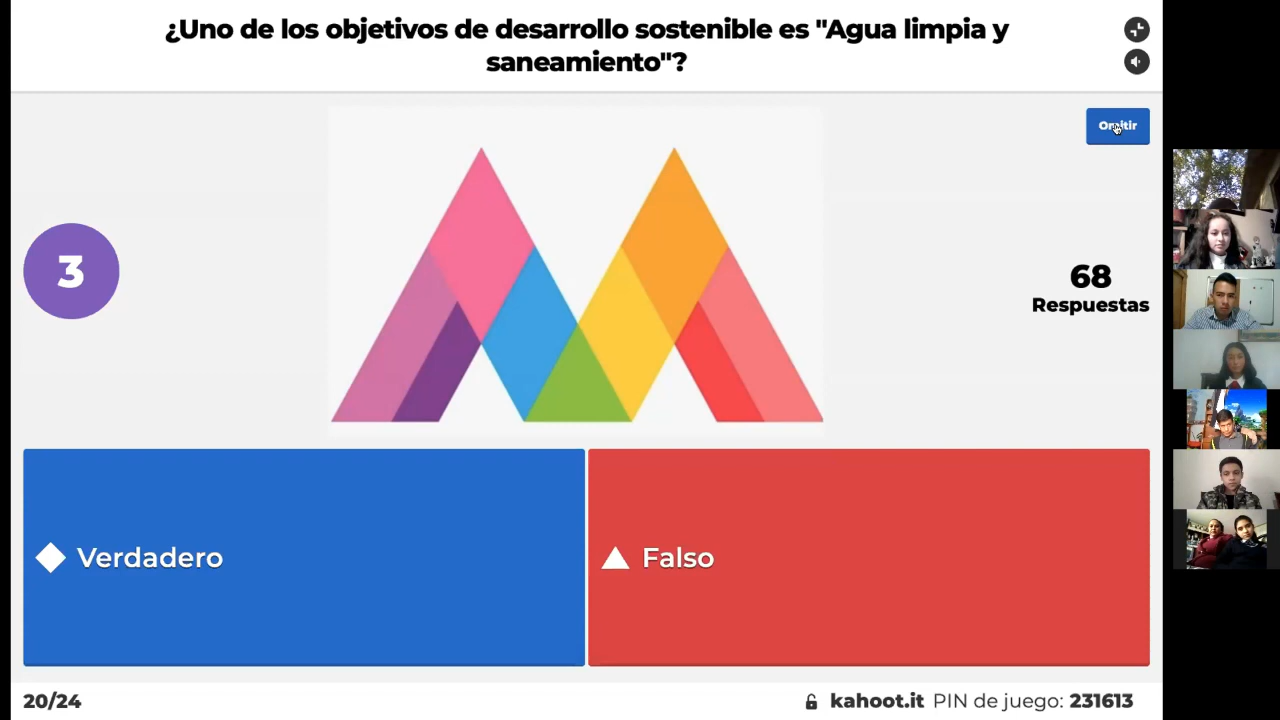 ¿Uno de los objetivos de desarrollo sostenible es "Agua limpia y
saneamiento"?
Omitir
3
68
Respuestas
Verdadero
Falso
20/24
kahoot.it PIN de juego: 231613